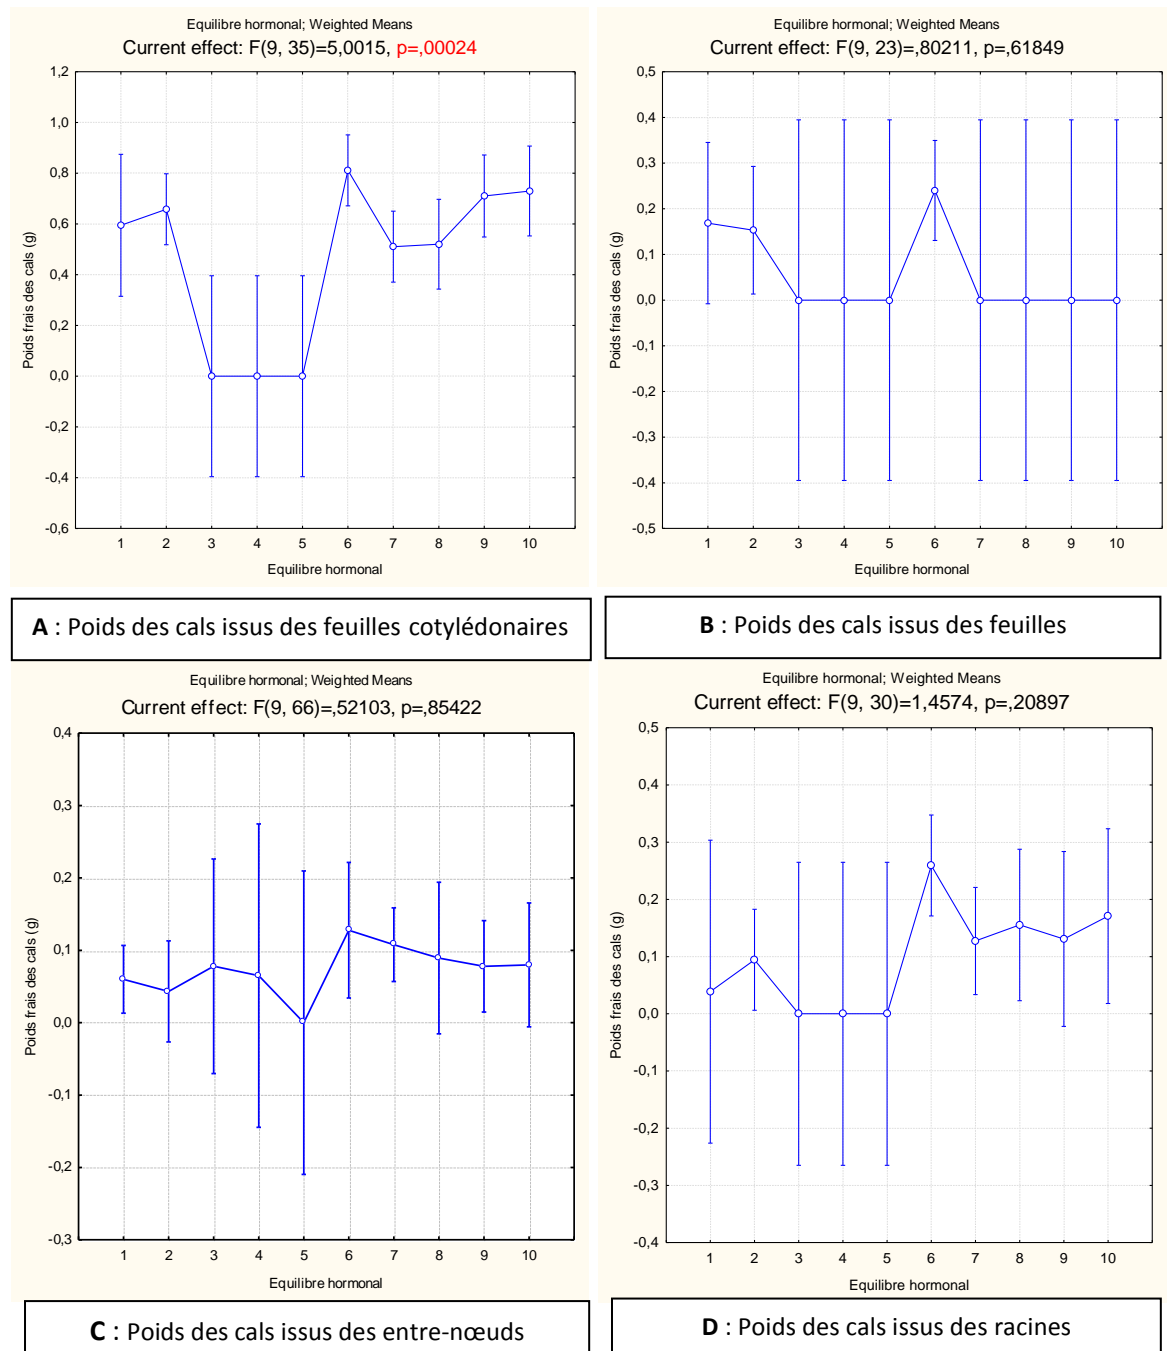 Equilibre hormonal; Weighted Means
Current effect: F(9, 35)=5,0015, p=,00024
1,2
1,0
0,8
0,6
0,4
0,2
0,0
-0,2
-0,4
-0,6
Poids frais des cals (g)
1 2 3 4 5 6 7 8 9 10
Equilibre hormonal
A : Poids des cals issus des feuilles cotylédonaires
Equilibre hormonal; Weighted Means
Current effect: F(9, 23)=,80211, p=,61849
0,5
0,4
0,3
0,2
0,1
0,0
-0,1
-0,2
-0,3
-0,4
-0,5
Poids frais des cals (g)
1 2 3 4 5 6 7 8 9 10
Equilibre hormonal
B : Poids des cals issus des feuilles
Equilibre hormonal; Weighted Means
Current effect: F(9, 66)=,52103, p=,85422
0,4
0,3
0,2
0,1
0,0
-0,1
-0,2
-0,3
Poids frais des cals (g)
1 2 3 4 5 6 7 8 9 10
Equilibre hormonal
C : Poids des cals issus des entre-nœuds
Equilibre hormonal; Weighted Means
Current effect: F(9, 30)=1,4574, p=,20897
0,5
0,4
0,3
0,2
0,1
0,0
-0,1
-0,2
-0,3
-0,4
Poids frais des cals (g)
1 2 3 4 5 6 7 8 9 10
Equilibre hormonal
D : Poids des cals issus des racines